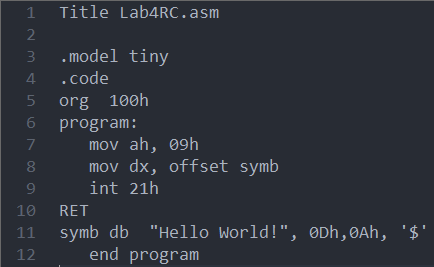 1 Title Lab4RC.asm
2
3 .model tiny
4 .code
5 org  100h
6 program:
7    mov ah, 09h
8    mov dx, offset symb
9    int 21h
10 RET
11 symb db  "Hello World!", 0Dh,0Ah, '$'
12    end program